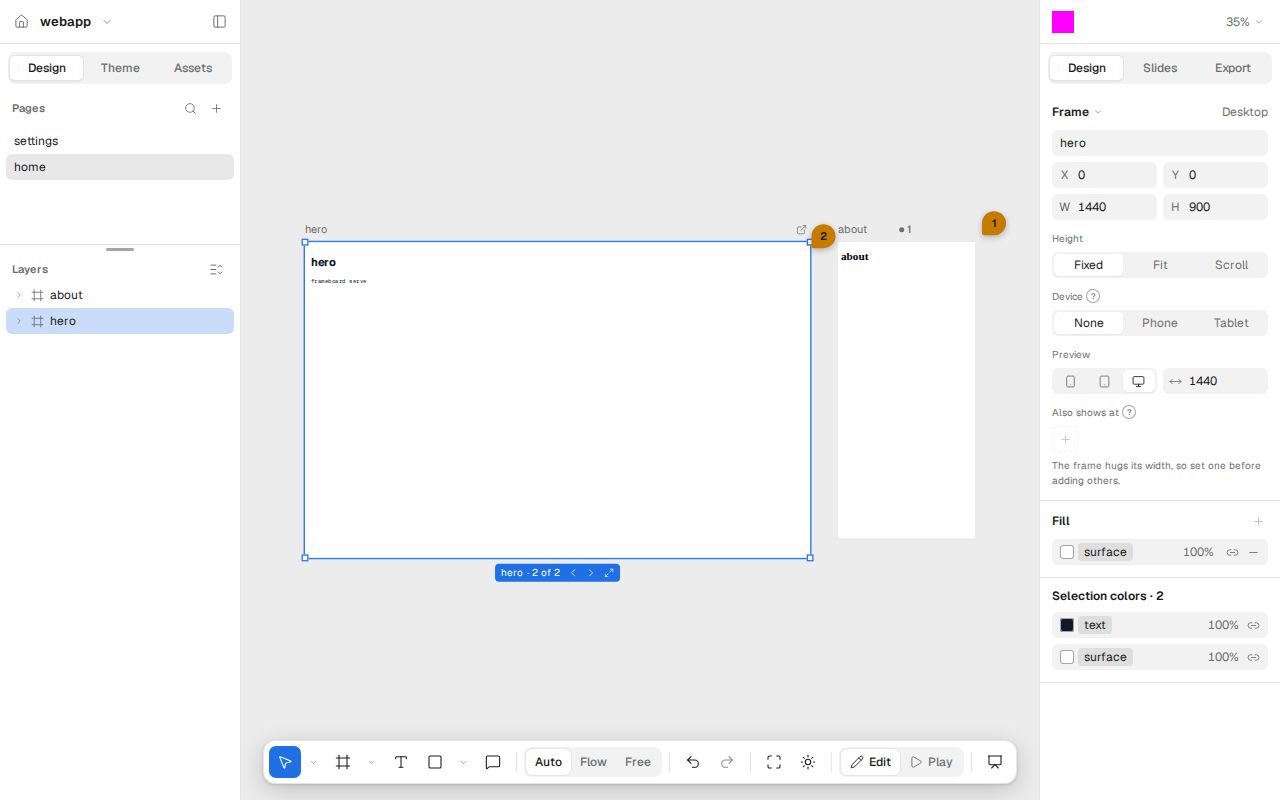 webapp
Design
Theme
Assets
Pages
settings
home
Layers
about
hero
hero
2
about
1
1
hero
frameboard serve
about
hero · 2 of 2
Auto
Flow
Free
Edit
Play
35%
Design
Slides
Export
Frame
Desktop
hero
X 0
Y 0
W 1440
H 900
Height
Fixed
Fit
Scroll
Device ?
None
Phone
Tablet
Preview
1440
Also shows at ?
The frame hugs its width, so set one before
adding others.
Fill
surface 100%
Selection colors · 2
text 100%
surface 100%